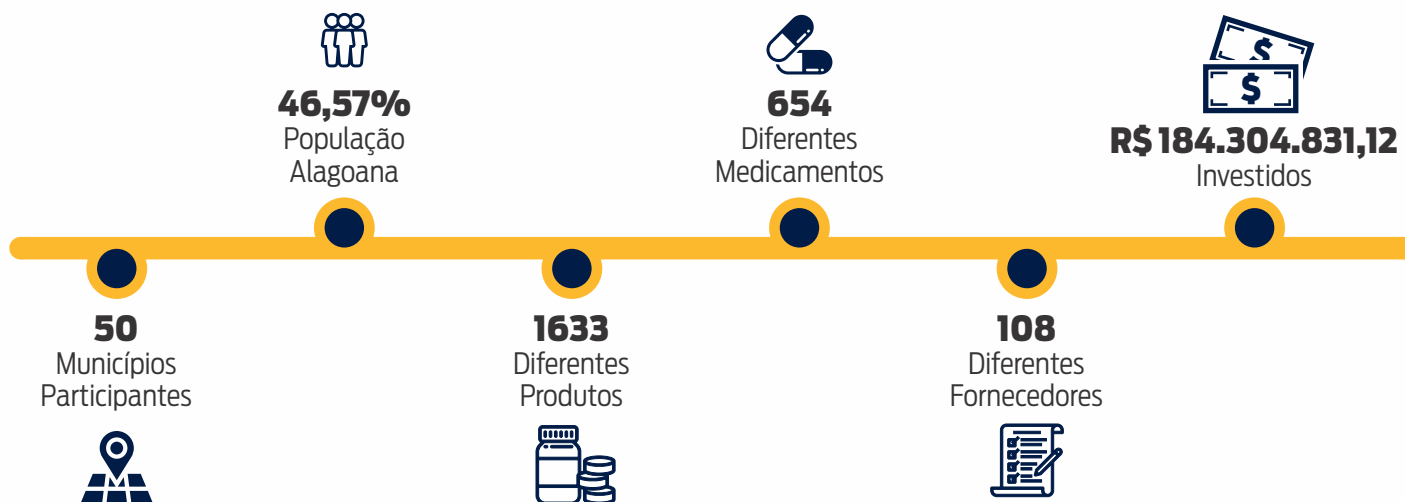 46,57%
População
Alagoana
654
Diferentes
Medicamentos
R$ 184.304.831,12
Investidos
50
Municípios
Participantes
1633
Diferentes
Produtos
108
Diferentes
Fornecedores